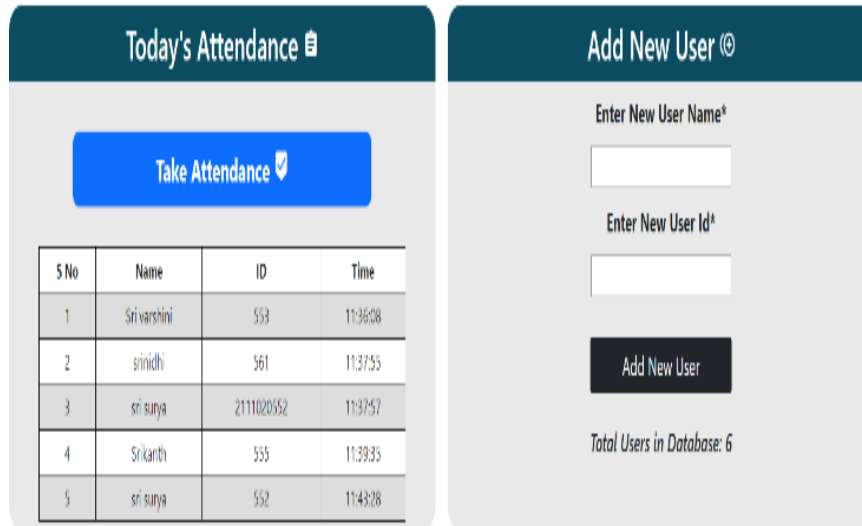 Today's Attendance
Take Attendance
S No Name ID Time
1 Sri varshini 553 11:36:08
2 srinidhi 561 11:37:55
3 sri surya 2111020552 11:37:57
4 Srikanth 555 11:39:35
5 sri surya 552 11:43:28
Add New User
Enter New User Name*
Enter New User Id*
Add New User
Total Users in Database: 6